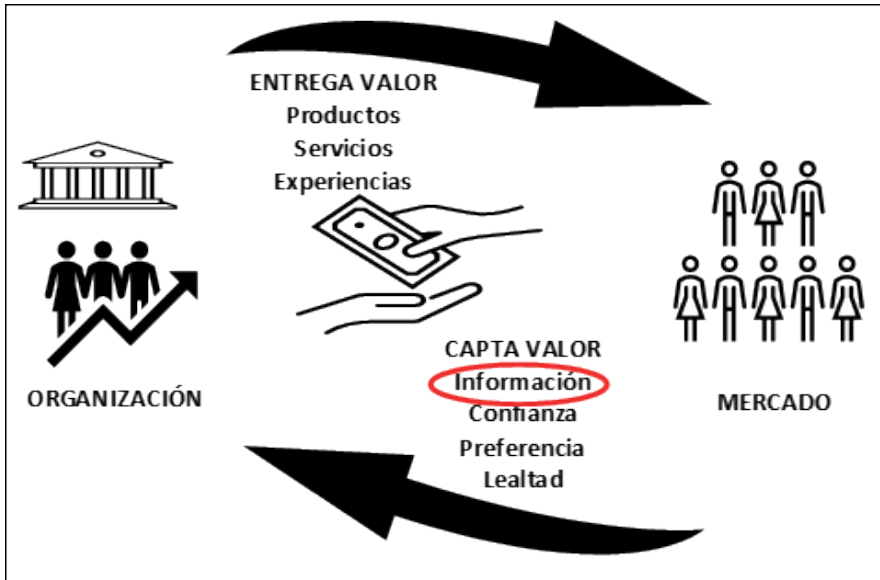 ENTREGA VALOR
Productos
Servicios
Experiencias
ORGANIZACIÓN
CAPTA VALOR
Información
Confianza
Preferencia
Lealtad
MERCADO